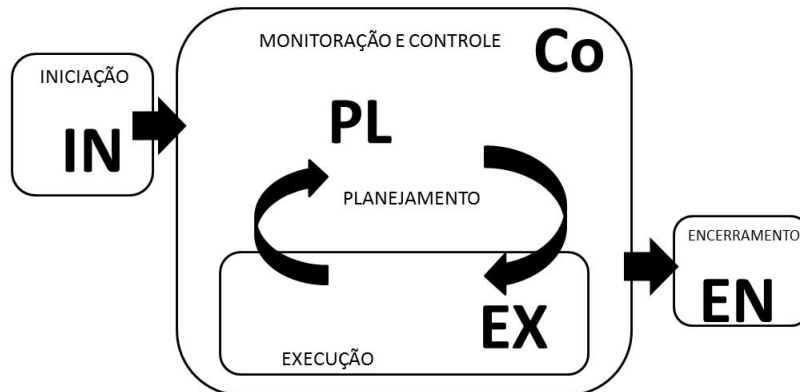 MONITORAÇÃO E CONTROLE
Co
INICIAÇÃO
IN
PL
PLANEJAMENTO
ENCERRAMENTO
EN
EX
EXECUÇÃO